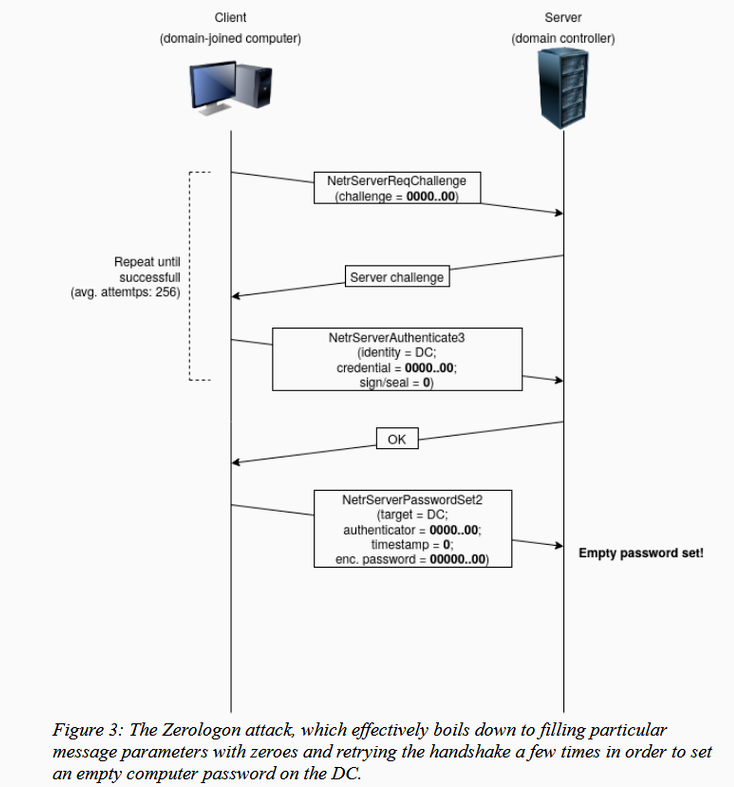 Client
(domain-joined computer)
Server
(domain controller)
NetrServerReqChallenge
(challenge = 0000..00)
Repeat until
successfull
(avg. attemtps: 256)
Server challenge
NetrServerAuthenticate3
(identity = DC;
credential = 0000..00;
sign/seal = 0)
OK
NetrServerPasswordSet2
(target = DC;
authenticator = 0000..00;
timestamp = 0;
enc. password = 00000..00)
Empty password set!
Figure 3: The Zerologon attack, which effectively boils down to filling particular
message parameters with zeroes and retrying the handshake a few times in order to set
an empty computer password on the DC.